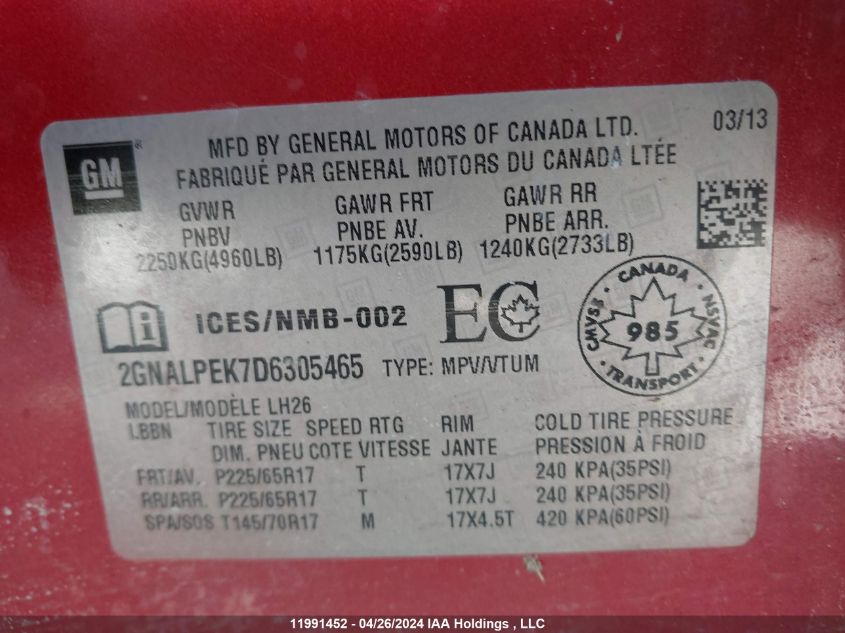 GM
MFD BY GENERAL MOTORS OF CANADA LTD.
03/13
FABRIQUÉ PAR GENERAL MOTORS DU CANADA LTÉE
GVWR GAWR FRT GAWR RR
PNBV PNBE AV. PNBE ARR.
2250KG(4960LB) 1175KG(2590LB) 1240KG(2733LB)
i ICES/NMB-002 EC
CANADA
CMVSS 985 NSVAC
TRANSPORT
2GNALPEK7D6305465 TYPE: MPV/VTUM
MODEL/MODÈLE LH26
LBBN TIRE SIZE SPEED RTG RIM COLD TIRE PRESSURE
DIM. PNEU COTE VITESSE JANTE PRESSION À FROID
FRT/AV. P225/65R17 T 17X7J 240 KPA(35PSI)
RR/ARR. P225/65R17 T 17X7J 240 KPA(35PSI)
SPA/SOS T145/70R17 M 17X4.5T 420 KPA(60PSI)
11991452 - 04/26/2024 IAA Holdings , LLC